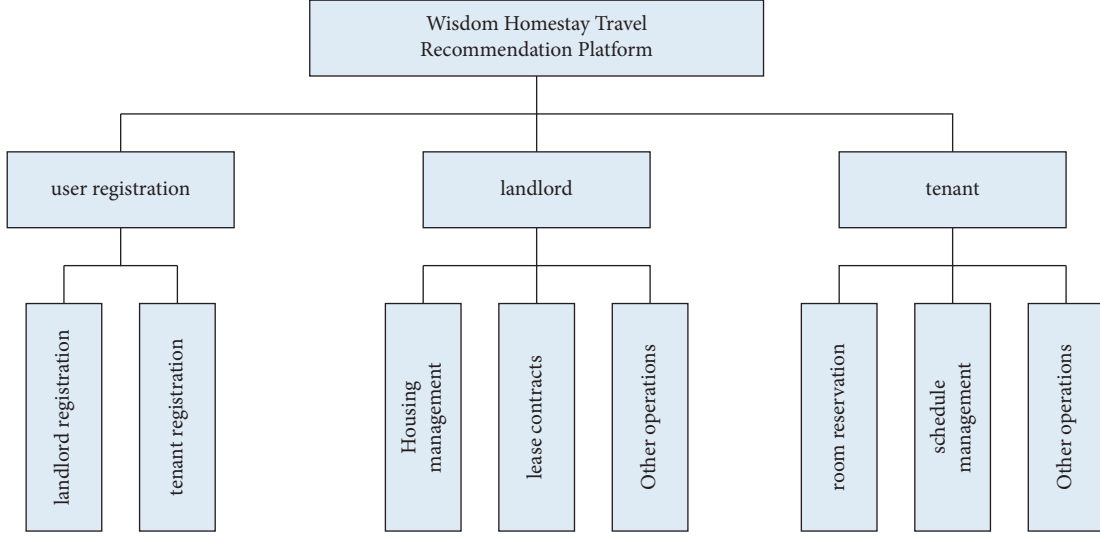 Wisdom Homestay Travel
Recommendation Platform
user registration
landlord
tenant
landlord registration
tenant registration
Housing
management
lease contracts
Other operations
room reservation
schedule
management
Other operations